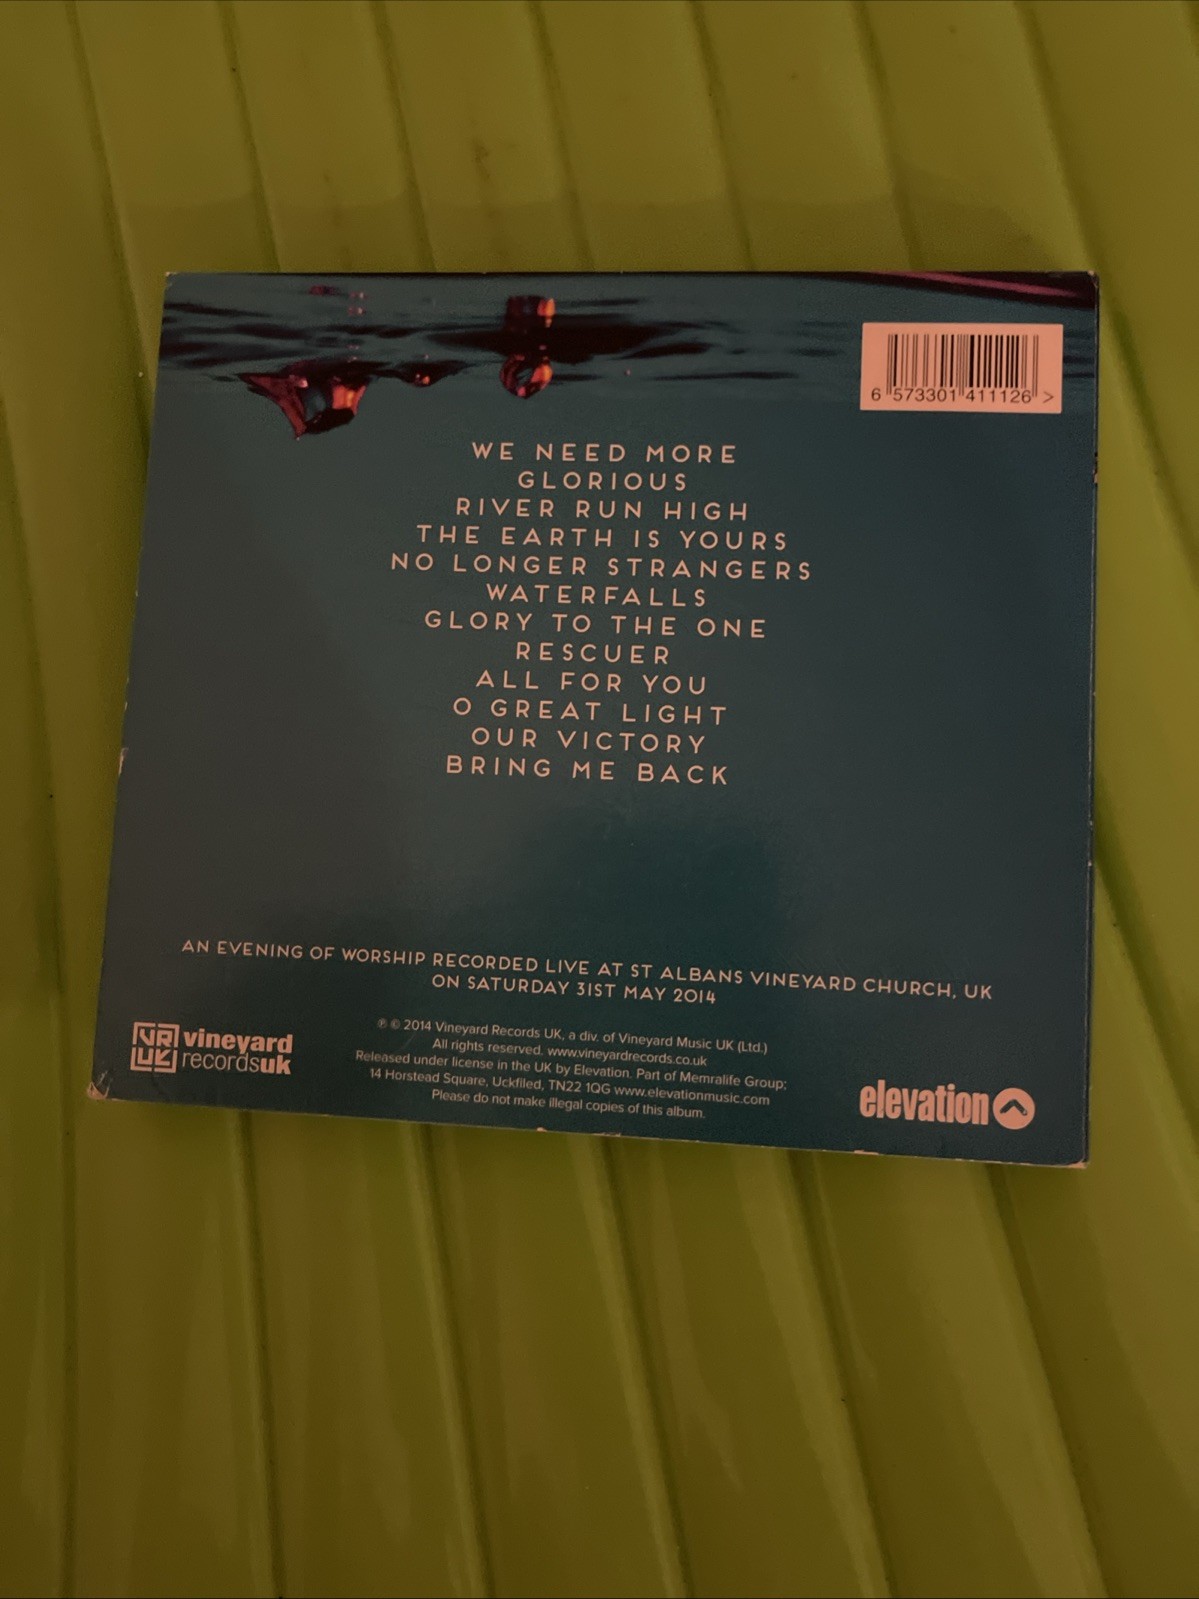 6 573301 411126 >
WE NEED MORE
GLORIOUS
RIVER RUN HIGH
THE EARTH IS YOURS
NO LONGER STRANGERS
WATERFALLS
GLORY TO THE ONE
RESCUER
ALL FOR YOU
O GREAT LIGHT
OUR VICTORY
BRING ME BACK
AN EVENING OF WORSHIP RECORDED LIVE AT ST ALBANS VINEYARD CHURCH, UK
ON SATURDAY 31ST MAY 2014
VR
UK
vineyard
recordsuk
℗ © 2014 Vineyard Records UK, a div. of Vineyard Music UK (Ltd.)
All rights reserved. www.vineyardrecords.co.uk
Released under license in the UK by Elevation. Part of Memralife Group;
14 Horstead Square, Uckfiled, TN22 1QG www.elevationmusic.com
Please do not make illegal copies of this album.
elevation